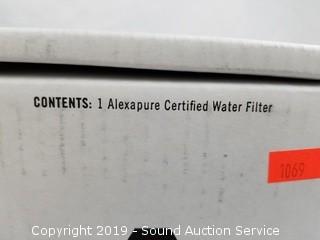 CONTENTS: 1 Alexapure Certified Water Filter
1069
Copyright 2019 - Sound Auction Service